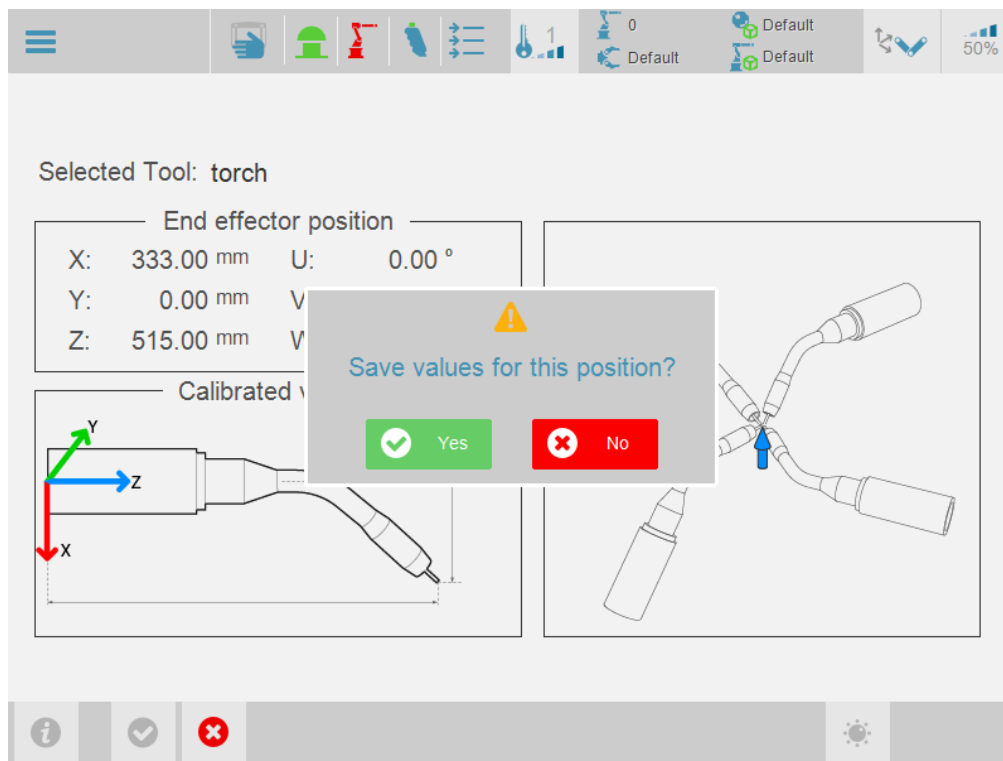 1
0
Default
Default
Default
50%
Selected Tool: torch
End effector position
X: 333.00 mm U: 0.00 °
Y: 0.00 mm V
Z: 515.00 mm W
Save values for this position?
Calibrated v
Yes
No
Y
Z
X